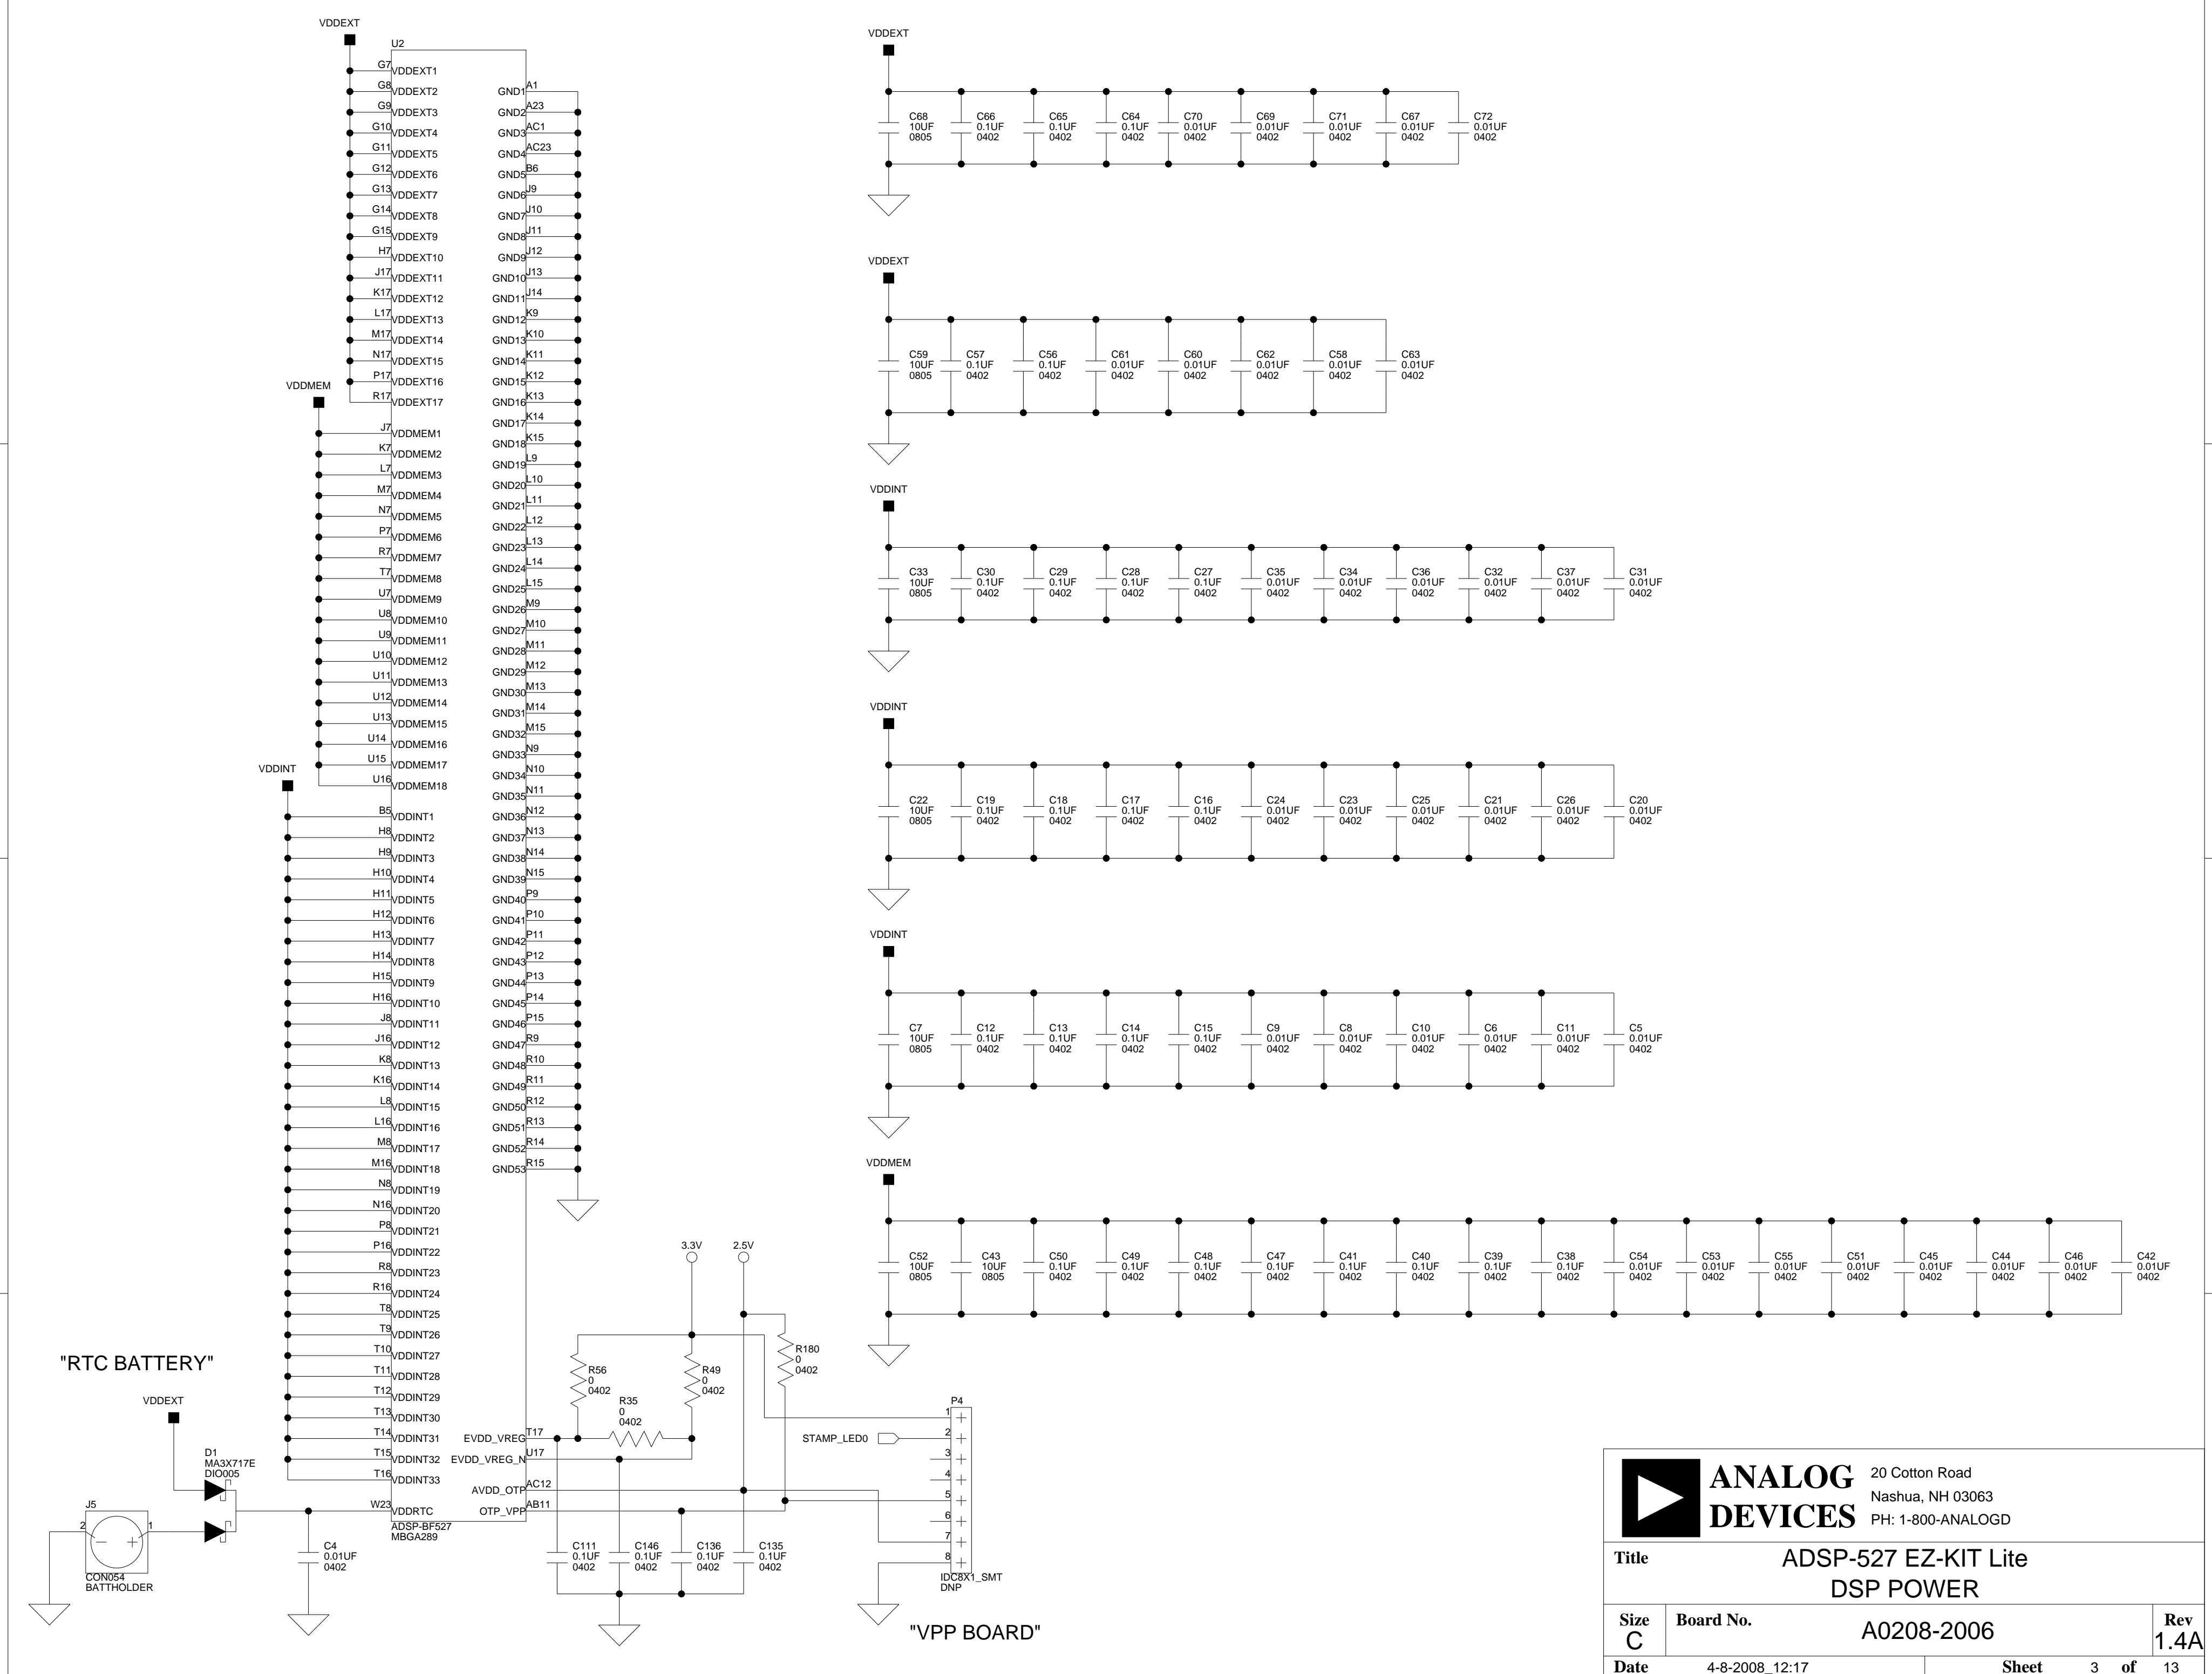 VDDEXT
U2
G7 VDDEXT1
G8 VDDEXT2
G9 VDDEXT3
G10 VDDEXT4
G11 VDDEXT5
G12 VDDEXT6
G13 VDDEXT7
G14 VDDEXT8
G15 VDDEXT9
H7 VDDEXT10
J17 VDDEXT11
K17 VDDEXT12
L17 VDDEXT13
M17 VDDEXT14
N17 VDDEXT15
P17 VDDEXT16
R17 VDDEXT17
VDDMEM
J7 VDDMEM1
K7 VDDMEM2
L7 VDDMEM3
M7 VDDMEM4
N7 VDDMEM5
P7 VDDMEM6
R7 VDDMEM7
T7 VDDMEM8
U7 VDDMEM9
U8 VDDMEM10
U9 VDDMEM11
U10 VDDMEM12
U11 VDDMEM13
U12 VDDMEM14
U13 VDDMEM15
U14 VDDMEM16
U15 VDDMEM17
U16 VDDMEM18
VDDINT
B5 VDDINT1
H8 VDDINT2
H9 VDDINT3
H10 VDDINT4
H11 VDDINT5
H12 VDDINT6
H13 VDDINT7
H14 VDDINT8
H15 VDDINT9
H16 VDDINT10
J8 VDDINT11
J16 VDDINT12
K8 VDDINT13
K16 VDDINT14
L8 VDDINT15
L16 VDDINT16
M8 VDDINT17
M16 VDDINT18
N8 VDDINT19
N16 VDDINT20
P8 VDDINT21
P16 VDDINT22
R8 VDDINT23
R16 VDDINT24
T8 VDDINT25
T9 VDDINT26
T10 VDDINT27
T11 VDDINT28
T12 VDDINT29
T13 VDDINT30
T14 VDDINT31
T15 VDDINT32
T16 VDDINT33
W23 VDDRTC
ADSP-BF527
MBGA289
GND1 A1
GND2 A23
GND3 AC1
GND4 AC23
GND5 B6
GND6 J9
GND7 J10
GND8 J11
GND9 J12
GND10 J13
GND11 J14
GND12 K9
GND13 K10
GND14 K11
GND15 K12
GND16 K13
GND17 K14
GND18 K15
GND19 L9
GND20 L10
GND21 L11
GND22 L12
GND23 L13
GND24 L14
GND25 L15
GND26 M9
GND27 M10
GND28 M11
GND29 M12
GND30 M13
GND31 M14
GND32 M15
GND33 N9
GND34 N10
GND35 N11
GND36 N12
GND37 N13
GND38 N14
GND39 N15
GND40 P9
GND41 P10
GND42 P11
GND43 P12
GND44 P13
GND45 P14
GND46 P15
GND47 R9
GND48 R10
GND49 R11
GND50 R12
GND51 R13
GND52 R14
GND53 R15
EVDD_VREG T17
EVDD_VREG_N U17
AVDD_OTP AC12
OTP_VPP AB11
"RTC BATTERY"
VDDEXT
D1
MA3X717E
DIO005
J5
2 1
- +
CON054
BATTHOLDER
C4
0.01UF
0402
3.3V 2.5V
R56
0
0402
R35
0
0402
R49
0
0402
R180
0
0402
C111 C146 C136 C135
0.1UF 0.1UF 0.1UF 0.1UF
0402 0402 0402 0402
P4
1
STAMP_LED0 2
3
4
5
6
7
8
IDC8X1_SMT
DNP
"VPP BOARD"
VDDEXT
C68 C66 C65 C64 C70 C69 C71 C67 C72
10UF 0.1UF 0.1UF 0.1UF 0.01UF 0.01UF 0.01UF 0.01UF 0.01UF
0805 0402 0402 0402 0402 0402 0402 0402 0402
VDDEXT
C59 C57 C56 C61 C60 C62 C58 C63
10UF 0.1UF 0.1UF 0.01UF 0.01UF 0.01UF 0.01UF 0.01UF
0805 0402 0402 0402 0402 0402 0402 0402
VDDINT
C33 C30 C29 C28 C27 C35 C34 C36 C32 C37 C31
10UF 0.1UF 0.1UF 0.1UF 0.1UF 0.01UF 0.01UF 0.01UF 0.01UF 0.01UF 0.01UF
0805 0402 0402 0402 0402 0402 0402 0402 0402 0402 0402
VDDINT
C22 C19 C18 C17 C16 C24 C23 C25 C21 C26 C20
10UF 0.1UF 0.1UF 0.1UF 0.1UF 0.01UF 0.01UF 0.01UF 0.01UF 0.01UF 0.01UF
0805 0402 0402 0402 0402 0402 0402 0402 0402 0402 0402
VDDINT
C7 C12 C13 C14 C15 C9 C8 C10 C6 C11 C5
10UF 0.1UF 0.1UF 0.1UF 0.1UF 0.01UF 0.01UF 0.01UF 0.01UF 0.01UF 0.01UF
0805 0402 0402 0402 0402 0402 0402 0402 0402 0402 0402
VDDMEM
C52 C43 C50 C49 C48 C47 C41 C40 C39 C38 C54 C53 C55 C51 C45 C44 C46 C42
10UF 10UF 0.1UF 0.1UF 0.1UF 0.1UF 0.1UF 0.1UF 0.1UF 0.1UF 0.01UF 0.01UF 0.01UF 0.01UF 0.01UF 0.01UF 0.01UF 0.01UF
0805 0805 0402 0402 0402 0402 0402 0402 0402 0402 0402 0402 0402 0402 0402 0402 0402 0402
ANALOG
DEVICES
20 Cotton Road
Nashua, NH 03063
PH: 1-800-ANALOGD
Title
ADSP-527 EZ-KIT Lite
DSP POWER
Size
C
Board No.
A0208-2006
Rev
1.4A
Date 4-8-2008_12:17 Sheet 3 of 13